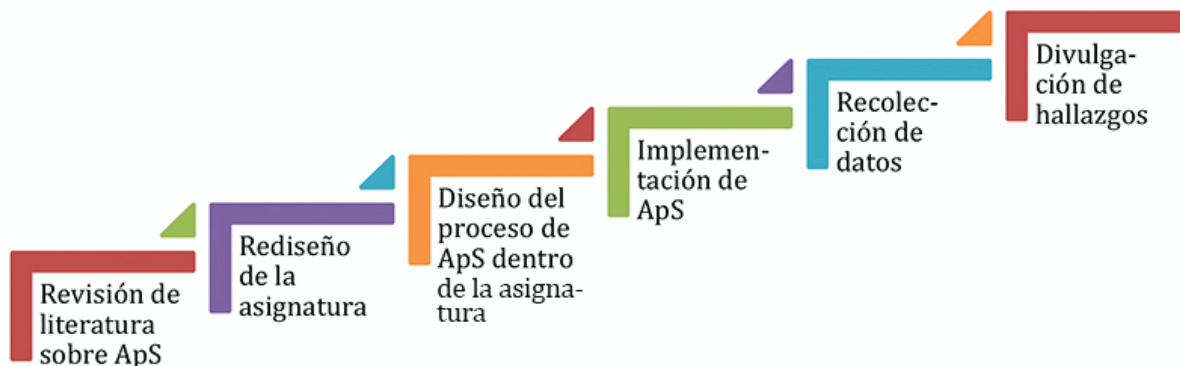 Revisión de
literatura
sobre ApS
Rediseño
de la
asignatura
Diseño del
proceso de
ApS dentro
de la asigna-
tura
Implemen-
tación de
ApS
Recolec-
ción de
datos
Divulga-
ción de
hallazgos